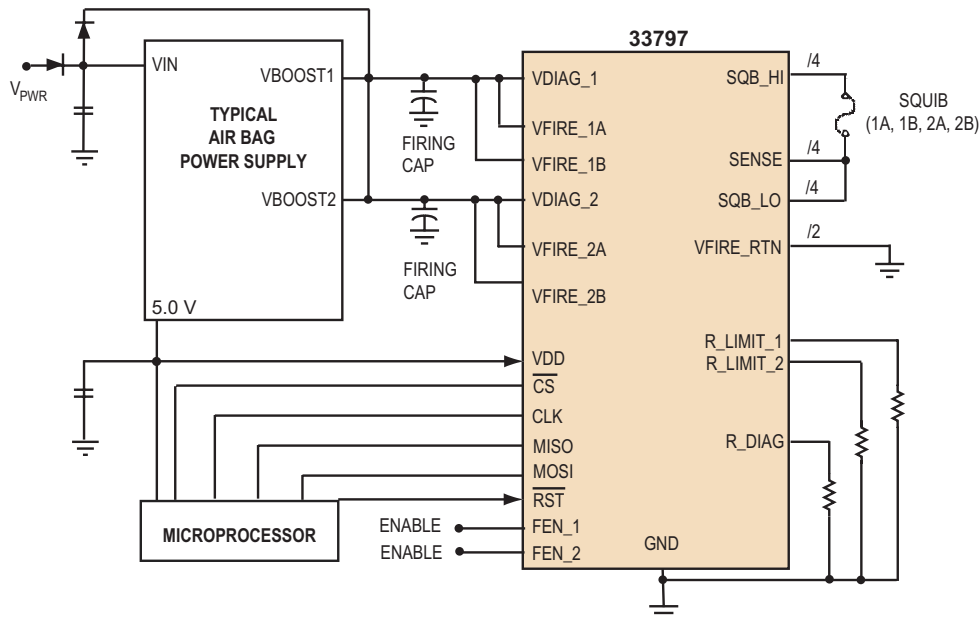 33797
VIN
VBOOST1
VPWR
TYPICAL
AIR BAG
POWER SUPPLY
VBOOST2
5.0 V
FIRING
CAP
FIRING
CAP
VDIAG_1
VFIRE_1A
VFIRE_1B
VDIAG_2
VFIRE_2A
VFIRE_2B
VDD
CS
CLK
MISO
MOSI
RST
FEN_1
FEN_2
ENABLE
ENABLE
MICROPROCESSOR
GND
SQB_HI
SENSE
SQB_LO
VFIRE_RTN
R_LIMIT_1
R_LIMIT_2
R_DIAG
/4
/4
/4
/2
SQUIB
(1A, 1B, 2A, 2B)